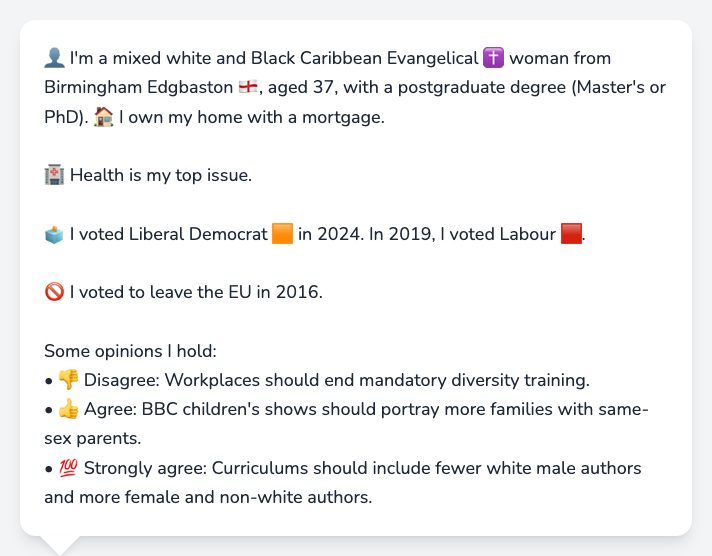 👤 I'm a mixed white and Black Caribbean Evangelical ✝️ woman from
Birmingham Edgbaston 🏴󠁧󠁢󠁥󠁮󠁧󠁿, aged 37, with a postgraduate degree (Master's or
PhD). 🏠 I own my home with a mortgage.
🏥 Health is my top issue.
🗳️ I voted Liberal Democrat 🟧 in 2024. In 2019, I voted Labour 🟥.
🚫 I voted to leave the EU in 2016.
Some opinions I hold:
• 👎 Disagree: Workplaces should end mandatory diversity training.
• 👍 Agree: BBC children's shows should portray more families with same-
sex parents.
• 💯 Strongly agree: Curriculums should include fewer white male authors
and more female and non-white authors.